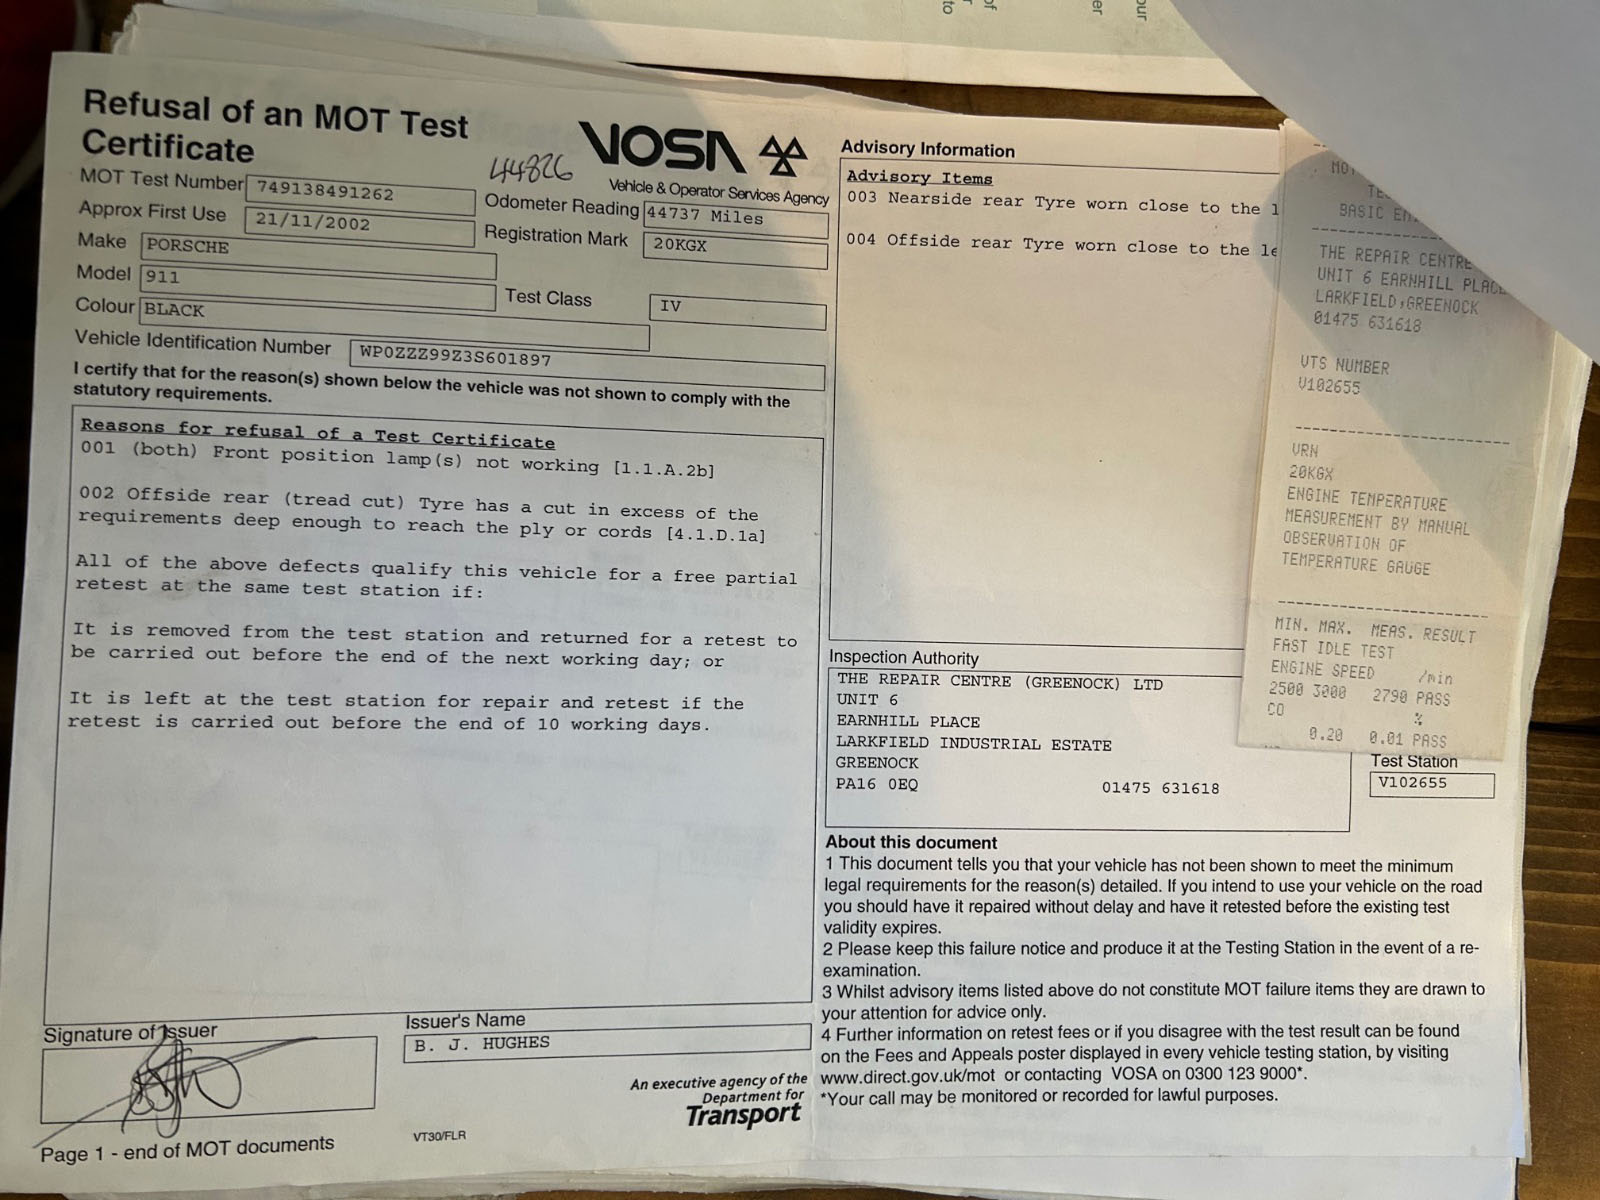 our
er
of
to
Refusal of an MOT Test
Certificate
44826
VOSA
Vehicle & Operator Services Agency
MOT Test Number 749138491262
Odometer Reading 44737 Miles
Approx First Use 21/11/2002
Registration Mark 20KGX
Make PORSCHE
Model 911
Test Class IV
Colour BLACK
Vehicle Identification Number WP0ZZZ99Z3S601897
I certify that for the reason(s) shown below the vehicle was not shown to comply with the
statutory requirements.
Reasons for refusal of a Test Certificate
001 (both) Front position lamp(s) not working [1.1.A.2b]
002 Offside rear (tread cut) Tyre has a cut in excess of the
requirements deep enough to reach the ply or cords [4.1.D.1a]
All of the above defects qualify this vehicle for a free partial
retest at the same test station if:
It is removed from the test station and returned for a retest to
be carried out before the end of the next working day; or
It is left at the test station for repair and retest if the
retest is carried out before the end of 10 working days.
Signature of Issuer
Issuer's Name
B. J. HUGHES
An executive agency of the
Department for
Transport
Page 1 - end of MOT documents
VT30/FLR
Advisory Information
Advisory Items
003 Nearside rear Tyre worn close to the l
004 Offside rear Tyre worn close to the le
Inspection Authority
THE REPAIR CENTRE (GREENOCK) LTD
UNIT 6
EARNHILL PLACE
LARKFIELD INDUSTRIAL ESTATE
GREENOCK
PA16 0EQ 01475 631618
Test Station
V102655
About this document
1 This document tells you that your vehicle has not been shown to meet the minimum
legal requirements for the reason(s) detailed. If you intend to use your vehicle on the road
you should have it repaired without delay and have it retested before the existing test
validity expires.
2 Please keep this failure notice and produce it at the Testing Station in the event of a re-
examination.
3 Whilst advisory items listed above do not constitute MOT failure items they are drawn to
your attention for advice only.
4 Further information on retest fees or if you disagree with the test result can be found
on the Fees and Appeals poster displayed in every vehicle testing station, by visiting
www.direct.gov.uk/mot or contacting VOSA on 0300 123 9000*.
*Your call may be monitored or recorded for lawful purposes.
MOT
TE
BASIC EM
THE REPAIR CENTRE
UNIT 6 EARNHILL PLACE
LARKFIELD,GREENOCK
01475 631618
VTS NUMBER
V102655
VRN
20KGX
ENGINE TEMPERATURE
MEASUREMENT BY MANUAL
OBSERVATION OF
TEMPERATURE GAUGE
MIN. MAX. MEAS. RESULT
FAST IDLE TEST
ENGINE SPEED /min
2500 3000 2790 PASS
CO %
0.20 0.01 PASS